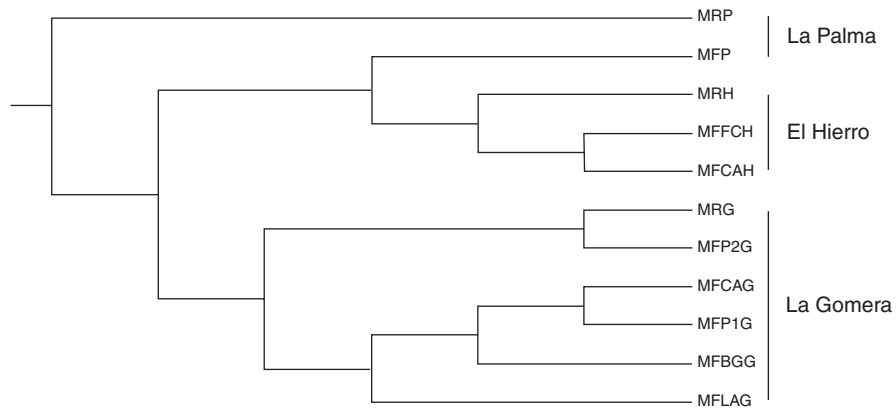 MRP
La Palma
MFP
MRH
MFFCH
El Hierro
MFCAH
MRG
MFP2G
MFCAG
La Gomera
MFP1G
MFBGG
MFLAG